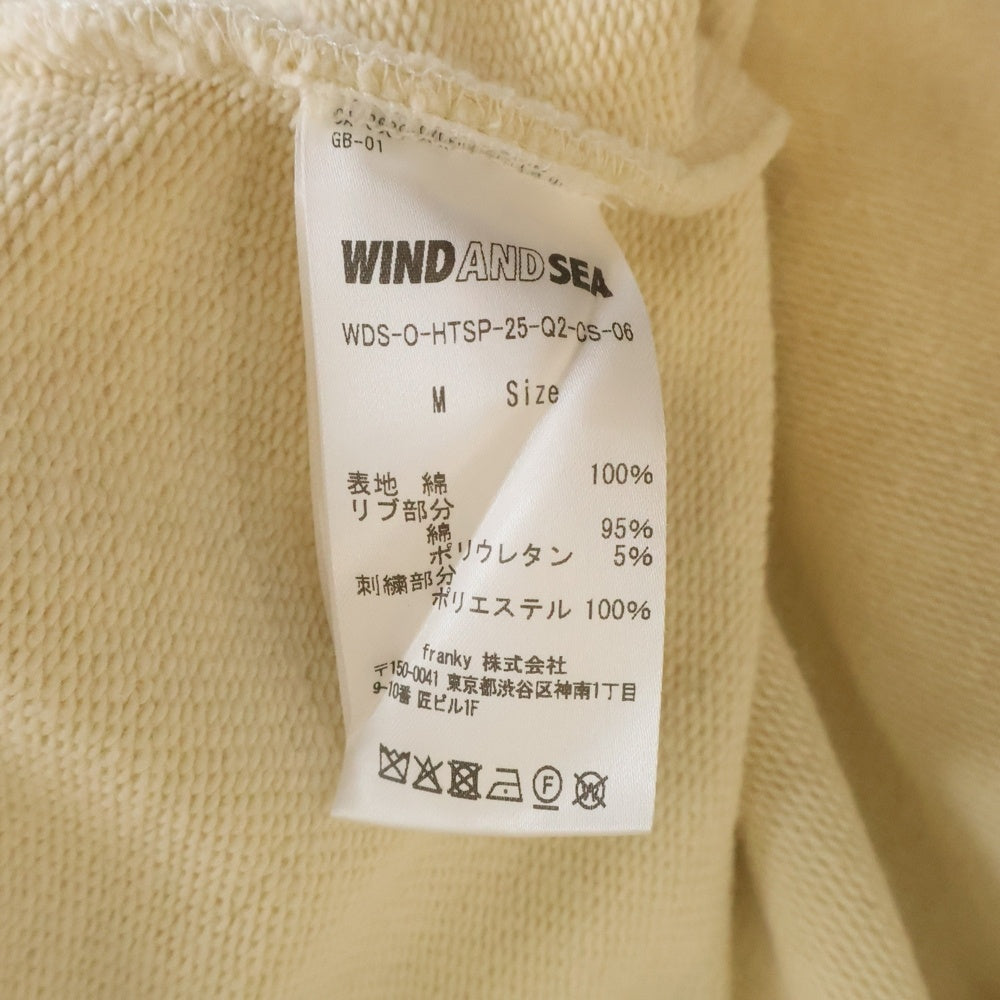 GB-01
WIND AND SEA
WDS-O-HTSP-25-Q2-CS-06
M Size
表地 綿 100%
リブ部分
綿 95%
ポリウレタン 5%
刺繍部分
ポリエステル 100%
franky 株式会社
〒150-0041 東京都渋谷区神南1丁目
9-10番 匠ビル1F
F
W